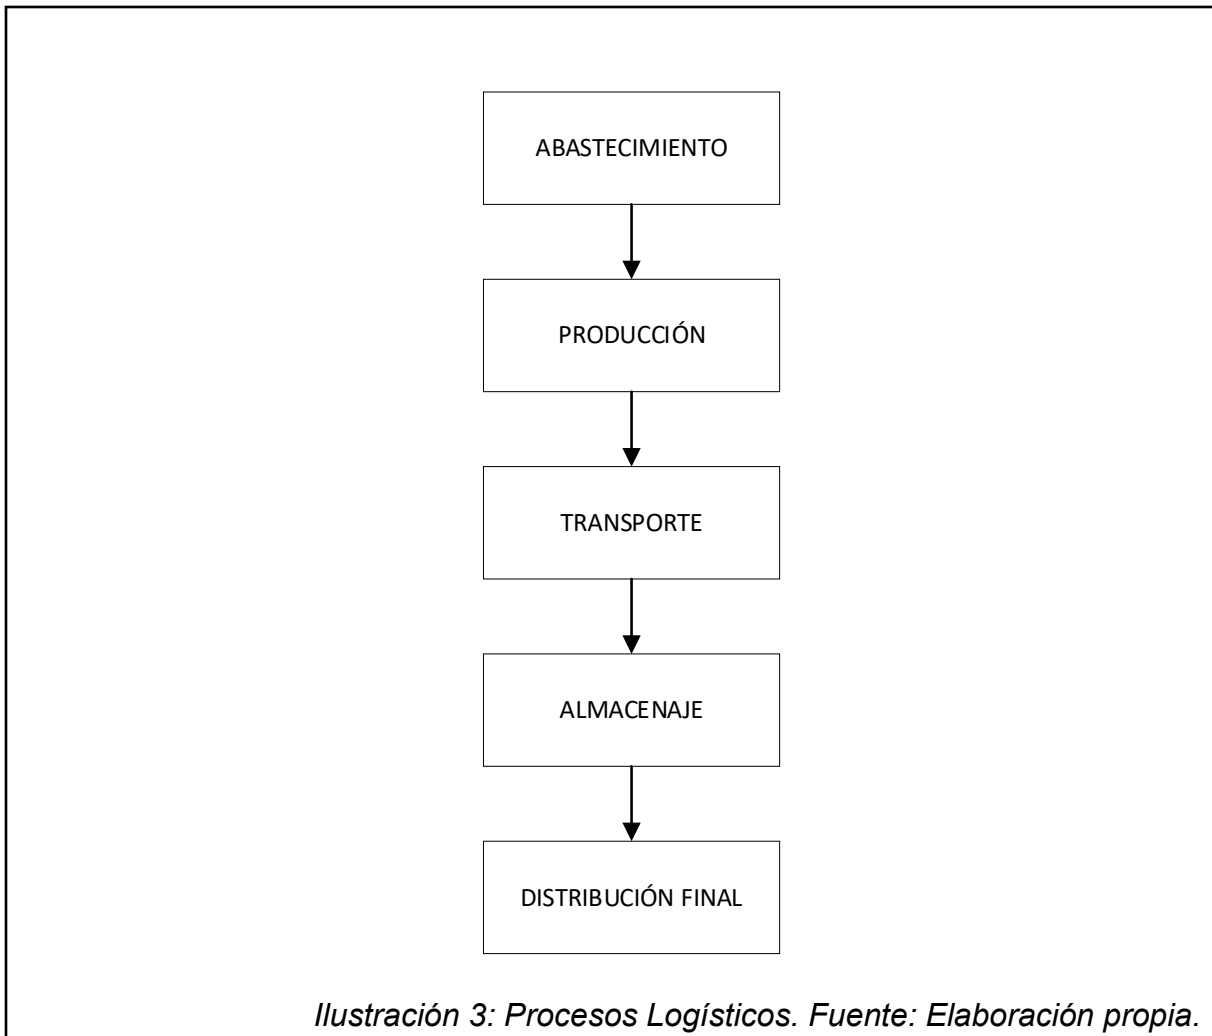 ABASTECIMIENTO
PRODUCCIÓN
TRANSPORTE
ALMACENAJE
DISTRIBUCIÓN FINAL
Ilustración 3: Procesos Logísticos. Fuente: Elaboración propia.